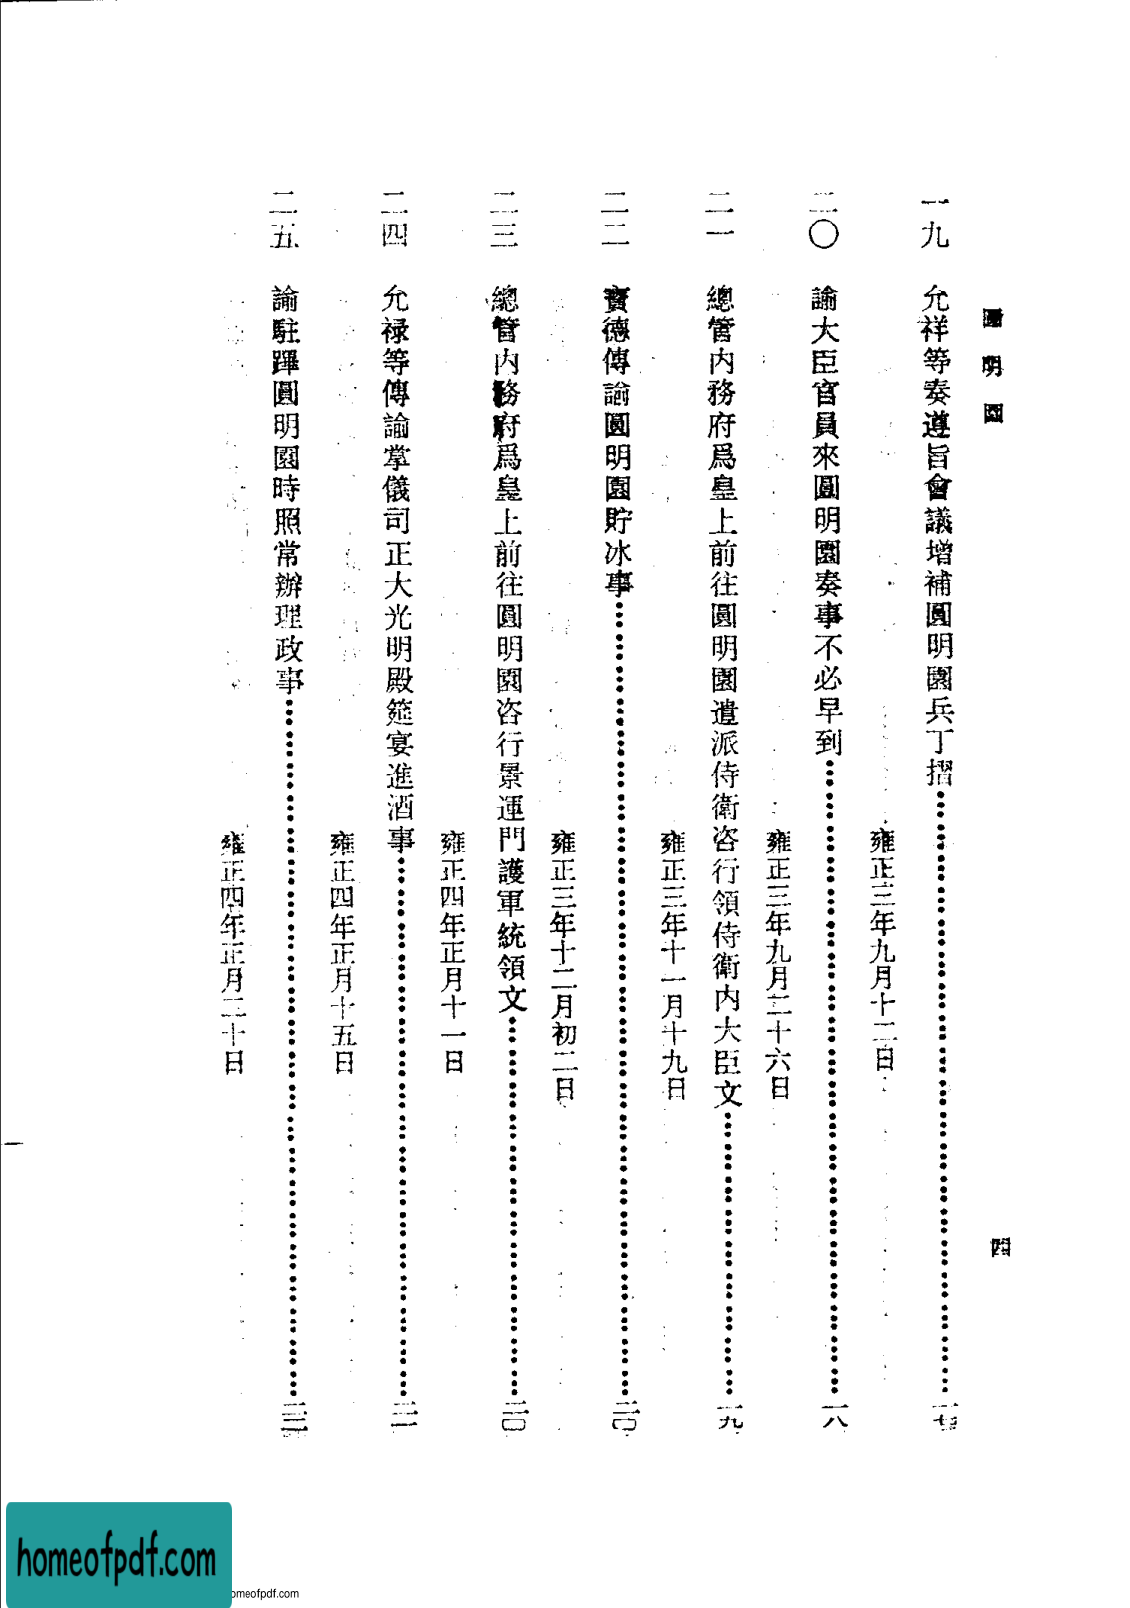 圓明園
四
一九　允祥等奏遵旨會議增補圓明園兵丁摺……一七
雍正三年九月十二日
二〇　諭大臣官員來圓明園奏事不必早到……一八
雍正三年九月二十六日
二一　總管內務府爲皇上前往圓明園遣派侍衛咨行領侍衛內大臣文……一九
雍正三年十一月十九日
二二　寶德傳諭圓明園貯冰事……二〇
雍正三年十二月初二日
二三　總管內務府爲皇上前往圓明園咨行景運門護軍統領文……二〇
雍正四年正月十一日
二四　允祿等傳諭掌儀司正大光明殿筵宴進酒事……二一
雍正四年正月十五日
二五　諭駐蹕圓明園時照常辦理政事……
雍正四年正月二十日
homeofpdf.com
omeofpdf.com